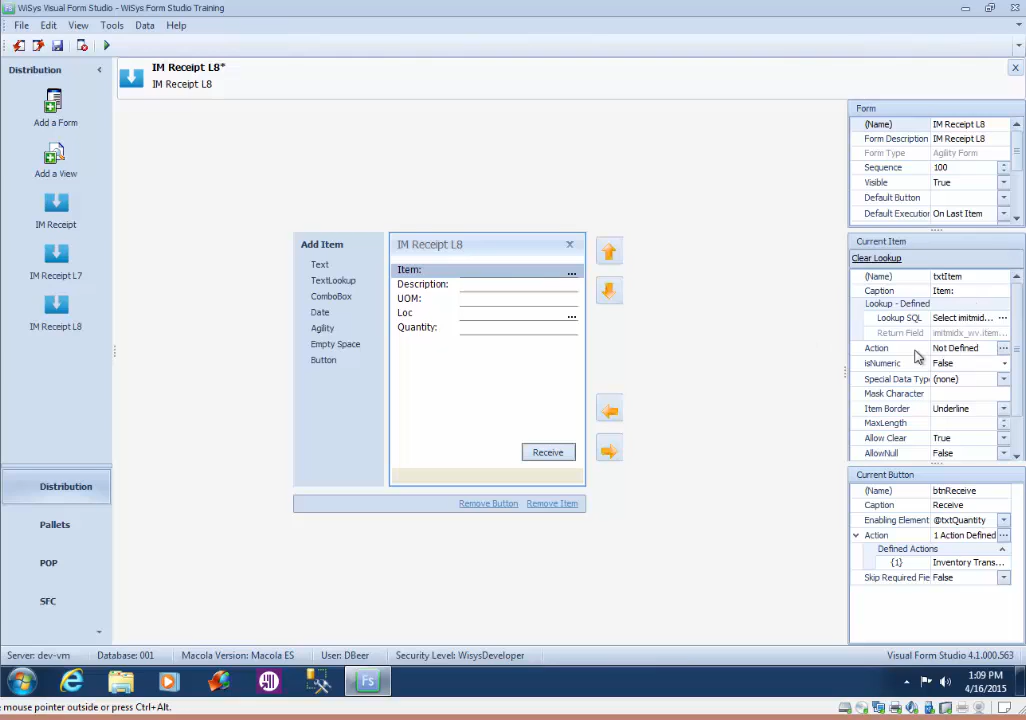 WiSys Visual Form Studio - WiSys Form Studio Training
File Edit View Tools Data Help
Distribution
Add a Form
Add a View
IM Receipt
IM Receipt L7
IM Receipt L8
Distribution
Pallets
POP
SFC
IM Receipt L8*
IM Receipt L8
Add Item
Text
TextLookup
ComboBox
Date
Agility
Empty Space
Button
IM Receipt L8
Item: ...
Description:
UOM:
Loc ...
Quantity:
Receive
Remove Button Remove Item
Form
(Name) IM Receipt L8
Form Description IM Receipt L8
Form Type Agility Form
Sequence 100
Visible True
Default Button
Default Execution On Last Item
Current Item
Clear Lookup
(Name) txtItem
Caption Item:
Lookup - Defined
Lookup SQL Select imitmid... ...
Return Field imitmidx_wv.item...
Action Not Defined ...
isNumeric False
Special Data Type (none)
Mask Character
Item Border Underline
MaxLength
Allow Clear True
AllowNull False
Current Button
(Name) btnReceive
Caption Receive
Enabling Element @txtQuantity
Action 1 Action Defined ...
Defined Actions
{1} Inventory Trans...
Skip Required Fie False
Server: dev-vm Database: 001 Macola Version: Macola ES User: DBeer Security Level: WisysDeveloper Visual Form Studio 4.1.000.563
Fs
1:09 PM
4/16/2015
mouse pointer outside or press Ctrl+Alt.